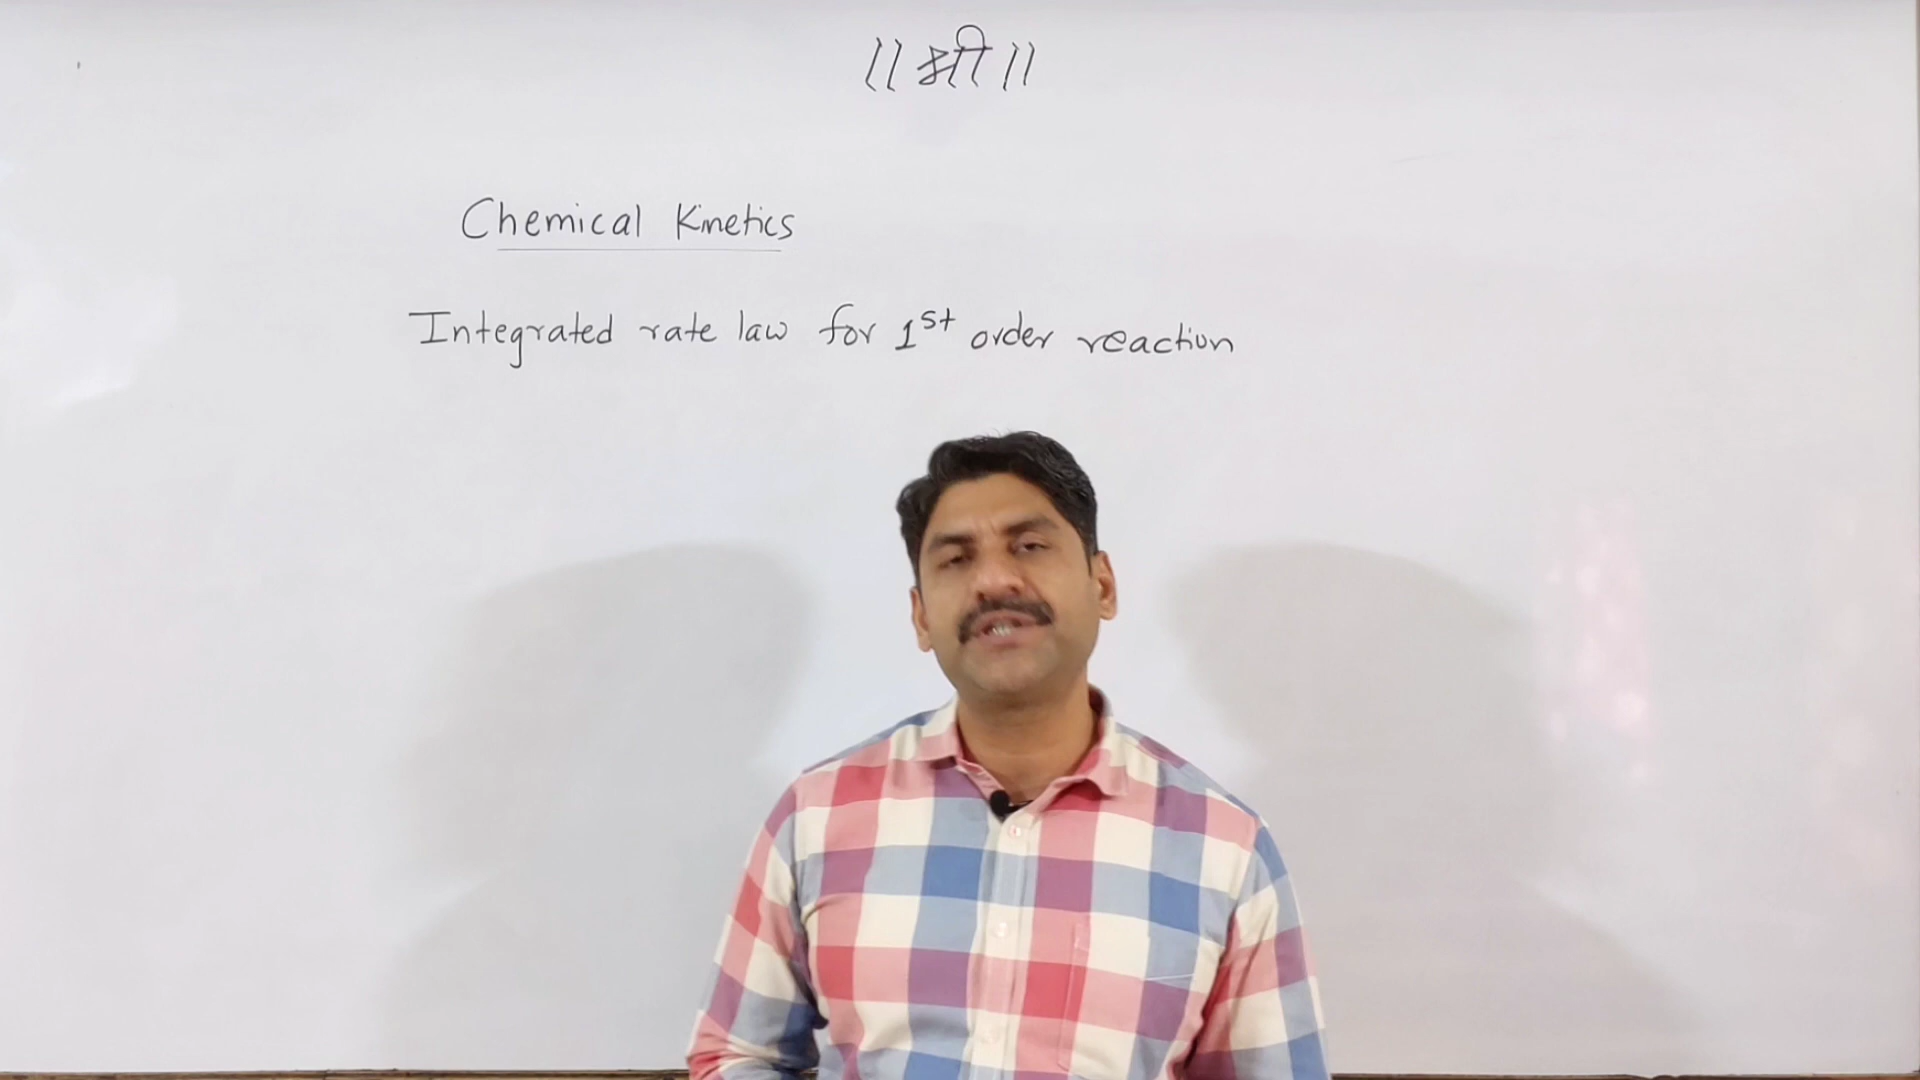 ।। श्री ।।
Chemical Kinetics
Integrated rate law for 1st order reaction